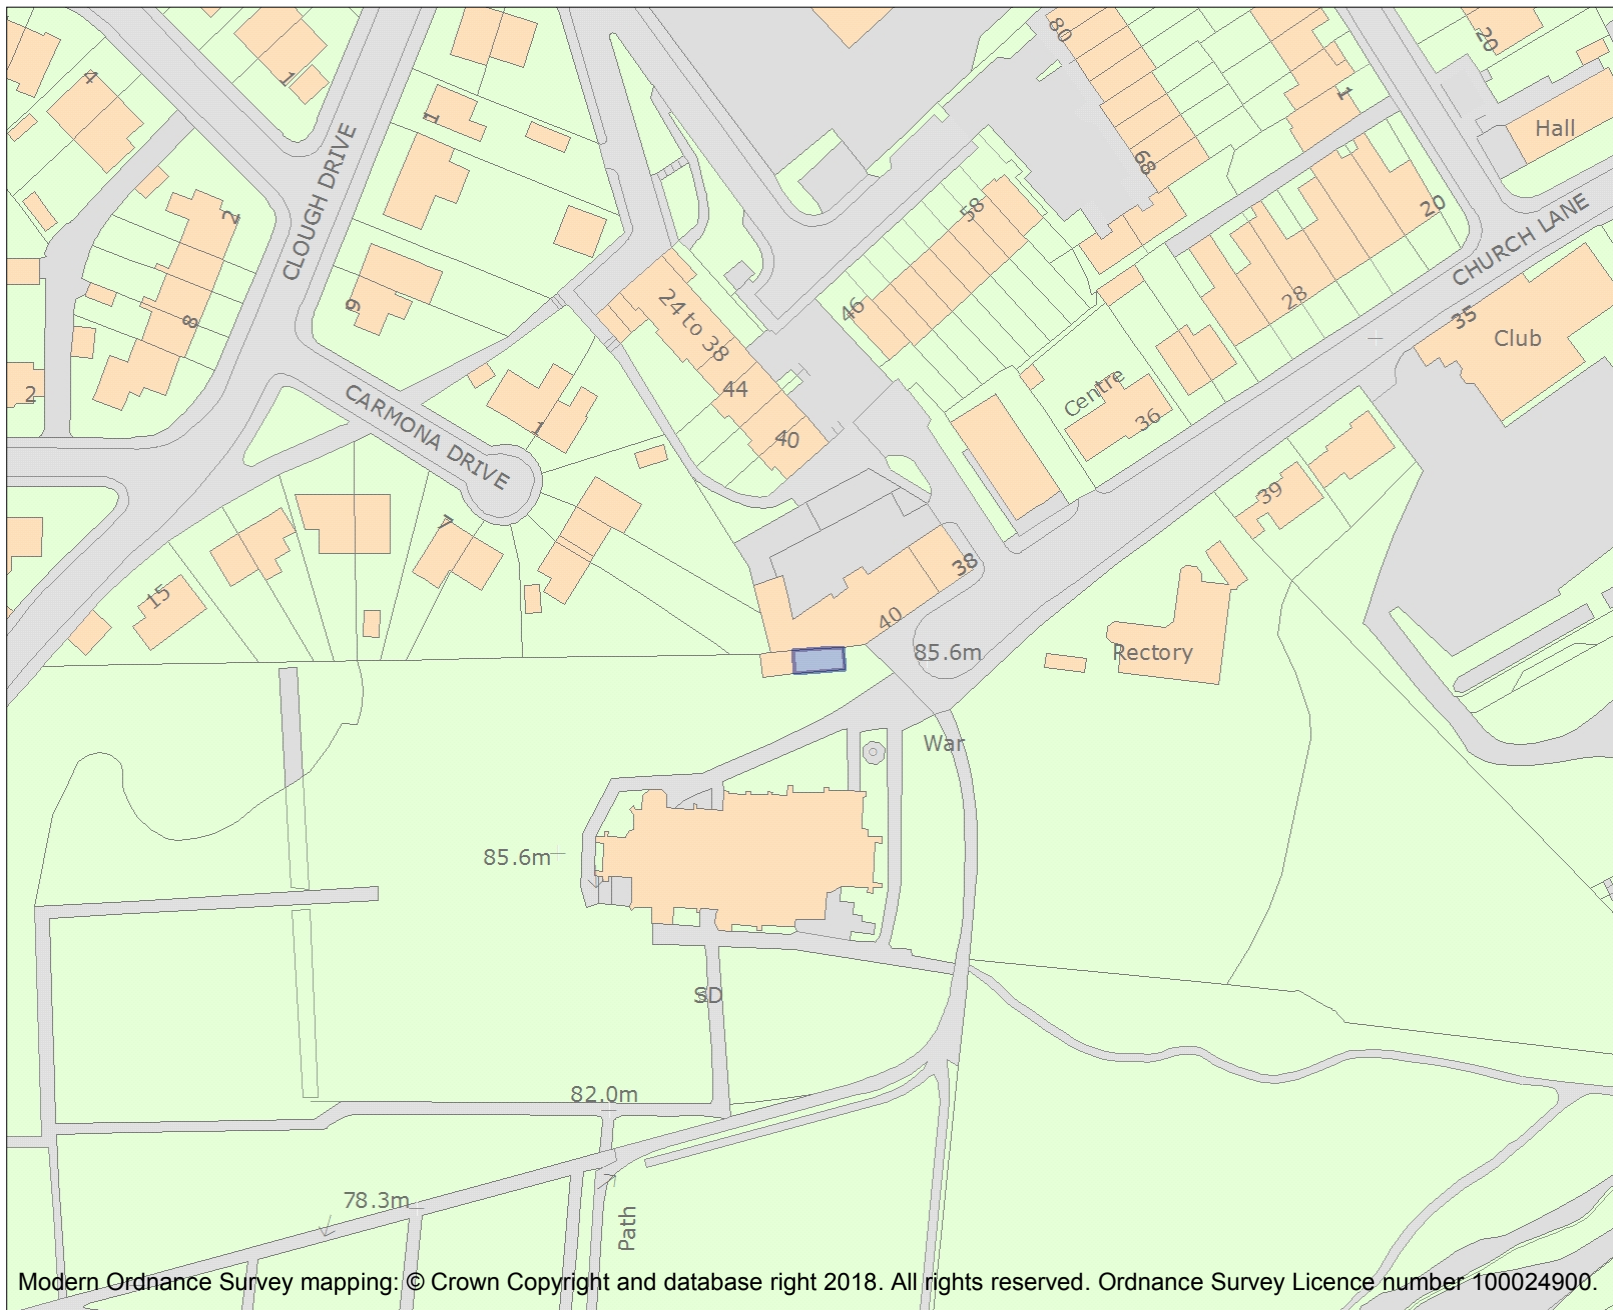 4
1
CLOUGH DRIVE
1
2
8
9
2
CARMONA DRIVE
1
7
15
24 to 38
44
40
46
58
80
68
1
20
Hall
20
CHURCH LANE
28
35
Club
Centre
36
39
38
40
85.6m
Rectory
War
85.6m
SD
82.0m
78.3m
Path
Modern Ordnance Survey mapping: © Crown Copyright and database right 2018. All rights reserved. Ordnance Survey Licence number 100024900.